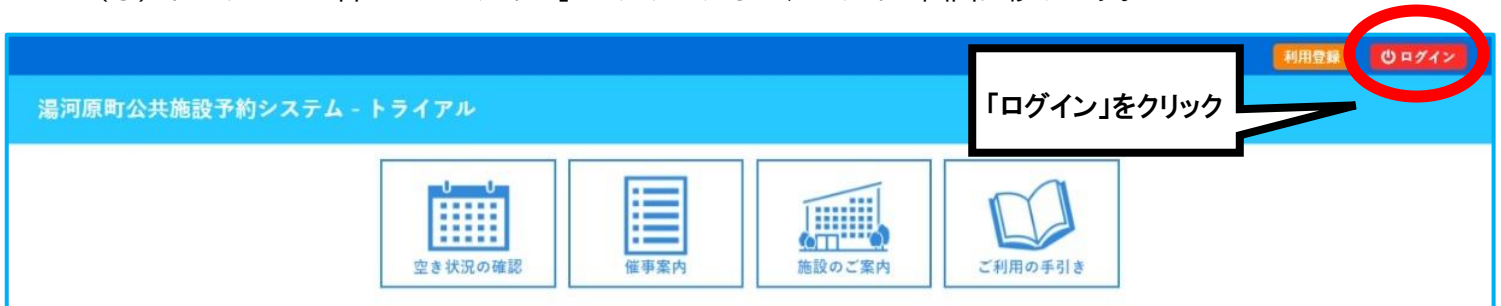 利用登録
ログイン
湯河原町公共施設予約システム - トライアル
「ログイン」をクリック
空き状況の確認
催事案内
施設のご案内
ご利用の手引き